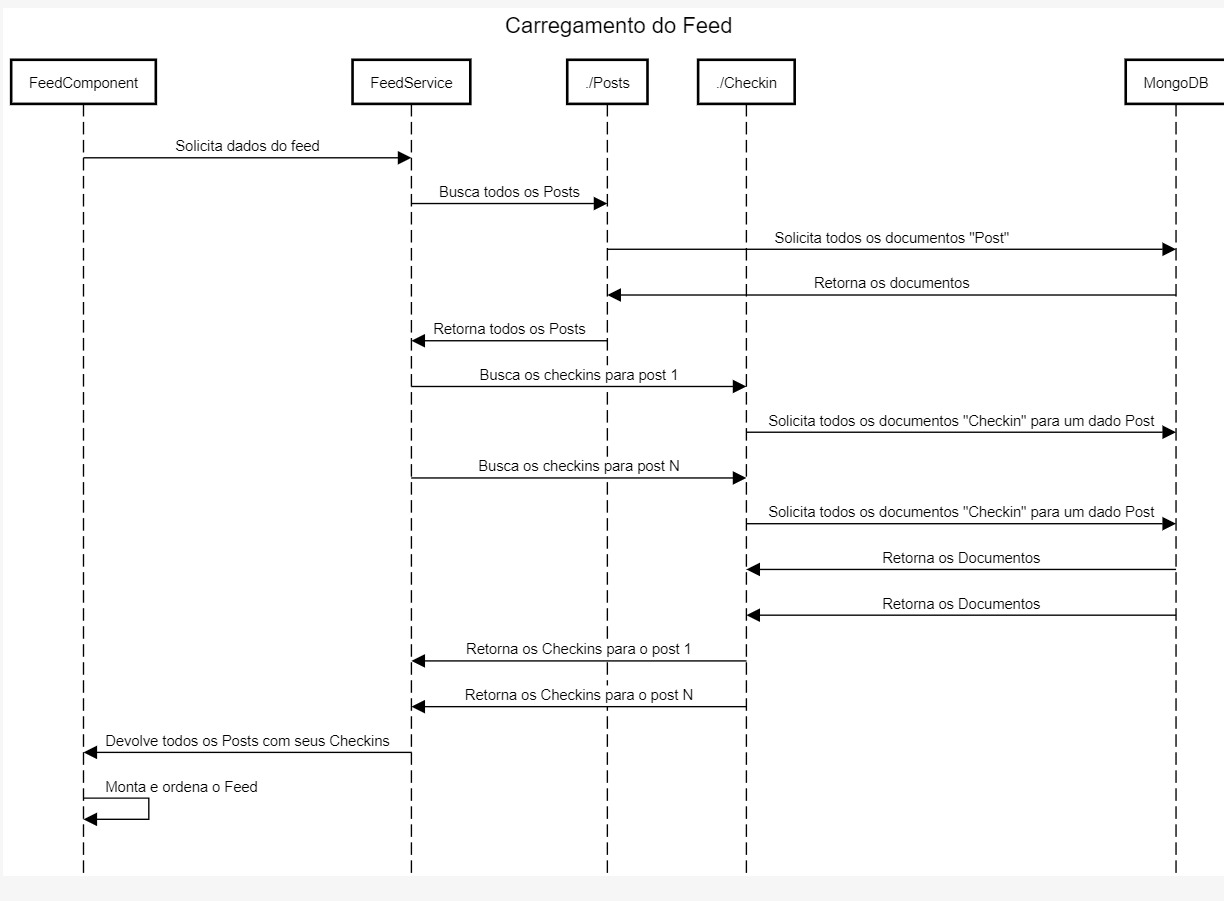 Carregamento do Feed
FeedComponent
FeedService
./Posts
./Checkin
MongoDB
Solicita dados do feed
Busca todos os Posts
Solicita todos os documentos "Post"
Retorna os documentos
Retorna todos os Posts
Busca os checkins para post 1
Solicita todos os documentos "Checkin" para um dado Post
Busca os checkins para post N
Solicita todos os documentos "Checkin" para um dado Post
Retorna os Documentos
Retorna os Documentos
Retorna os Checkins para o post 1
Retorna os Checkins para o post N
Devolve todos os Posts com seus Checkins
Monta e ordena o Feed